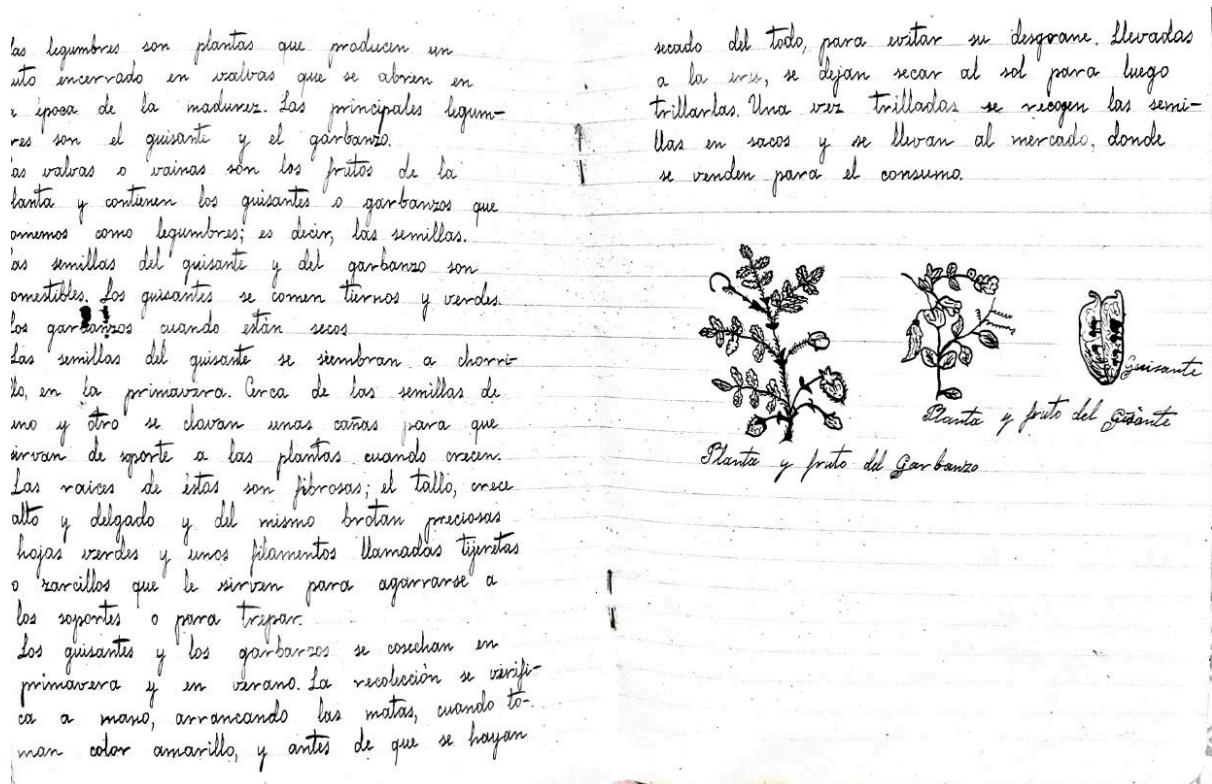 las legumbres son plantas que producen un
uto encerrado en valvas que se abren en
a época de la madurez. Las principales legum-
res son el guisante y el garbanzo.
as valvas o vainas son los frutos de la
lanta y contienen los guisantes o garbanzos que
omemos como legumbres; es decir, las semillas.
as semillas del guisante y del garbanzo son
omestibles. Los guisantes se comen tiernos y verdes.
Los garbanzos cuando están secos
Las semillas del guisante se siembran a chorri-
llo, en la primavera. Cerca de las semillas de
uno y otro se clavan unas cañas para que
sirvan de soporte a las plantas cuando crecen.
Las raices de éstas son fibrosas; el tallo, crece
alto y delgado y del mismo brotan preciosas
hojas verdes y unos filamentos llamadas tijeretas
o zarcillos que le sirven para agarrarse a
los soportes o para trepar.
Los guisantes y los garbanzos se cosechan en
primavera y en verano. La recolección se verifi-
ca a mano, arrancando las matas, cuando to-
man color amarillo, y antes de que se hayan
secado del todo, para evitar su desgrane. Llevadas
a la era, se dejan secar al sol para luego
trillarlas. Una vez trilladas se recogen las semi-
llas en sacos y se llevan al mercado, donde
se venden para el consumo.
Guisante
Planta y fruto del
Planta y fruto del Garbanzo